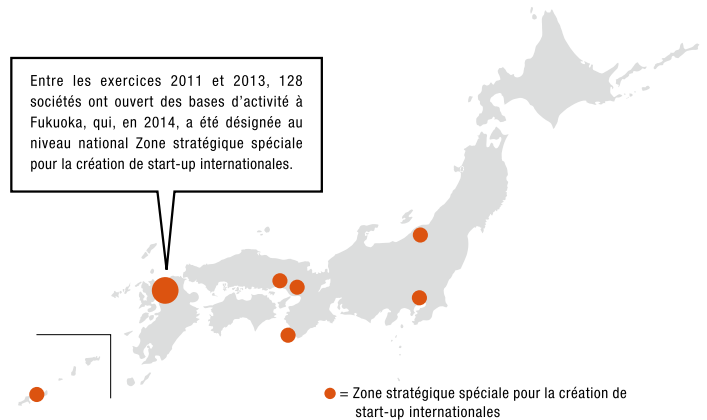 Entre les exercices 2011 et 2013, 128
sociétés ont ouvert des bases d'activité à
Fukuoka, qui, en 2014, a été désignée au
niveau national Zone stratégique spéciale
pour la création de start-up internationales.
= Zone stratégique spéciale pour la création de
start-up internationales